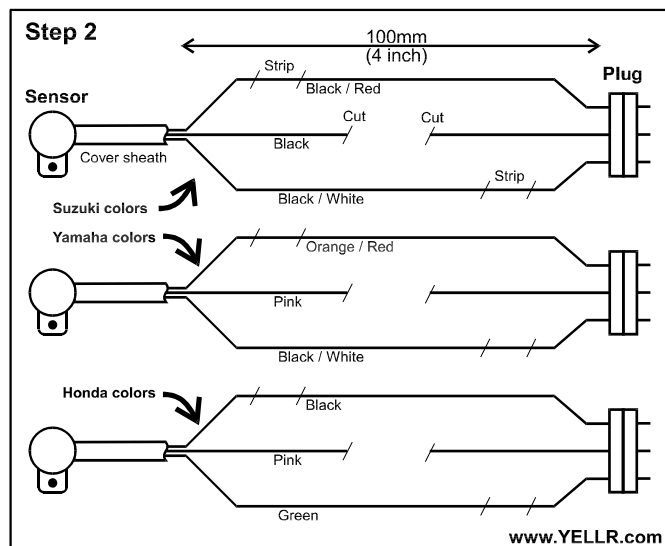 Step 2
100mm
(4 inch)
Strip
Black / Red
Plug
Sensor
Cut
Cut
Black
Cover sheath
Strip
Black / White
Suzuki colors
Yamaha colors
Orange / Red
Pink
Black / White
Honda colors
Black
Pink
Green
www.YELLR.com